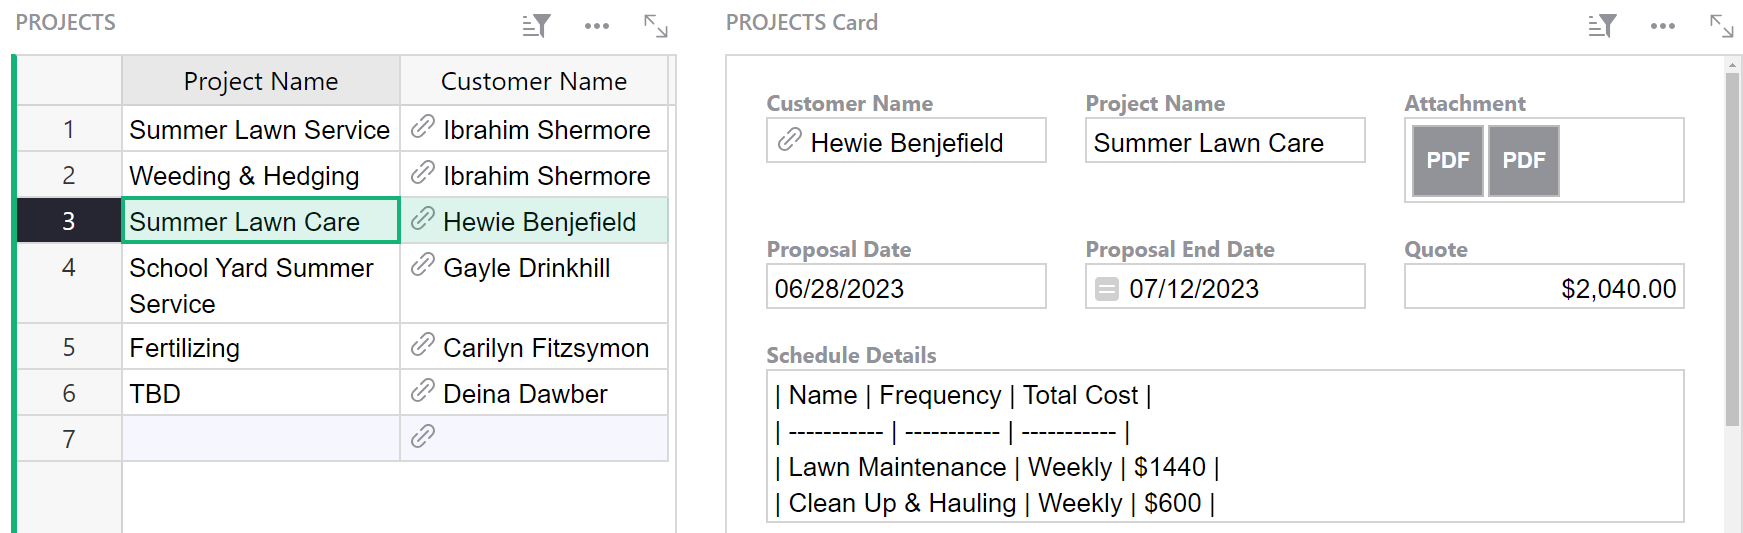 PROJECTS
Project Name Customer Name
1 Summer Lawn Service Ibrahim Shermore
2 Weeding & Hedging Ibrahim Shermore
3 Summer Lawn Care Hewie Benjefield
4 School Yard Summer Gayle Drinkhill
Service
5 Fertilizing Carilyn Fitzsymon
6 TBD Deina Dawber
7
PROJECTS Card
Customer Name Project Name Attachment
Hewie Benjefield Summer Lawn Care PDF PDF
Proposal Date Proposal End Date Quote
06/28/2023 = 07/12/2023 $2,040.00
Schedule Details
| Name | Frequency | Total Cost |
| ----------- | ----------- | ----------- |
| Lawn Maintenance | Weekly | $1440 |
| Clean Up & Hauling | Weekly | $600 |